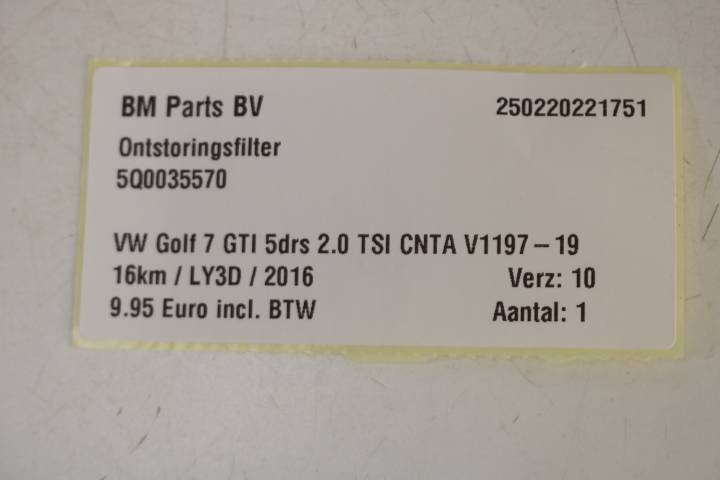 BM Parts BV 250220221751
Ontstoringsfilter
5Q0035570
VW Golf 7 GTI 5drs 2.0 TSI CNTA V1197 – 19
16km / LY3D / 2016 Verz: 10
9.95 Euro incl. BTW Aantal: 1